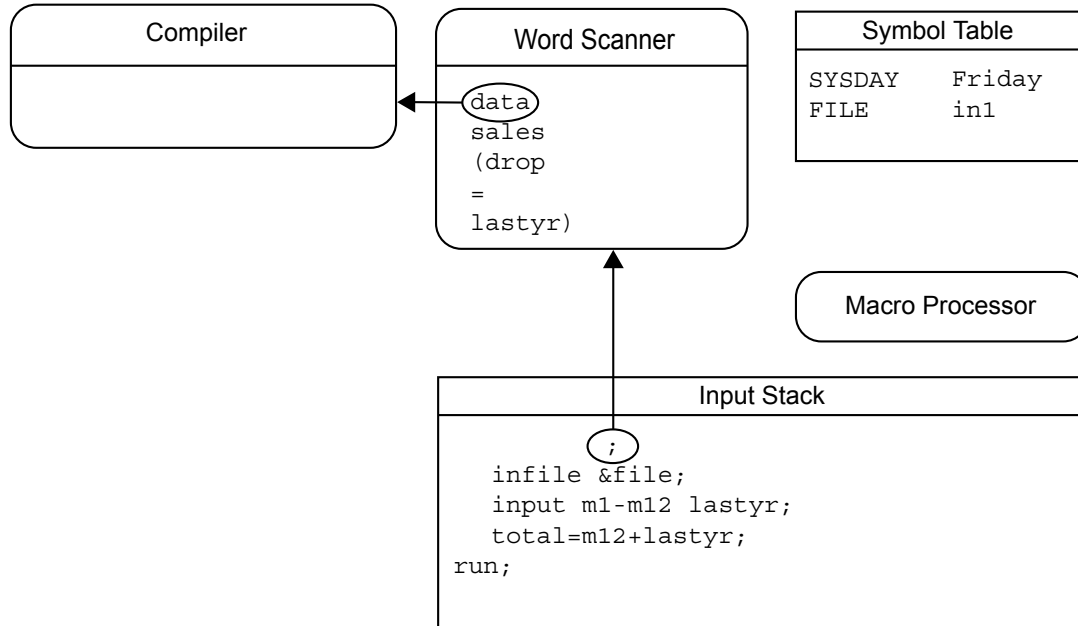 Compiler
Word Scanner
data
sales
(drop
=
lastyr)
Symbol Table
SYSDAY Friday
FILE in1
Macro Processor
Input Stack
;
infile &file;
input m1-m12 lastyr;
total=m12+lastyr;
run;